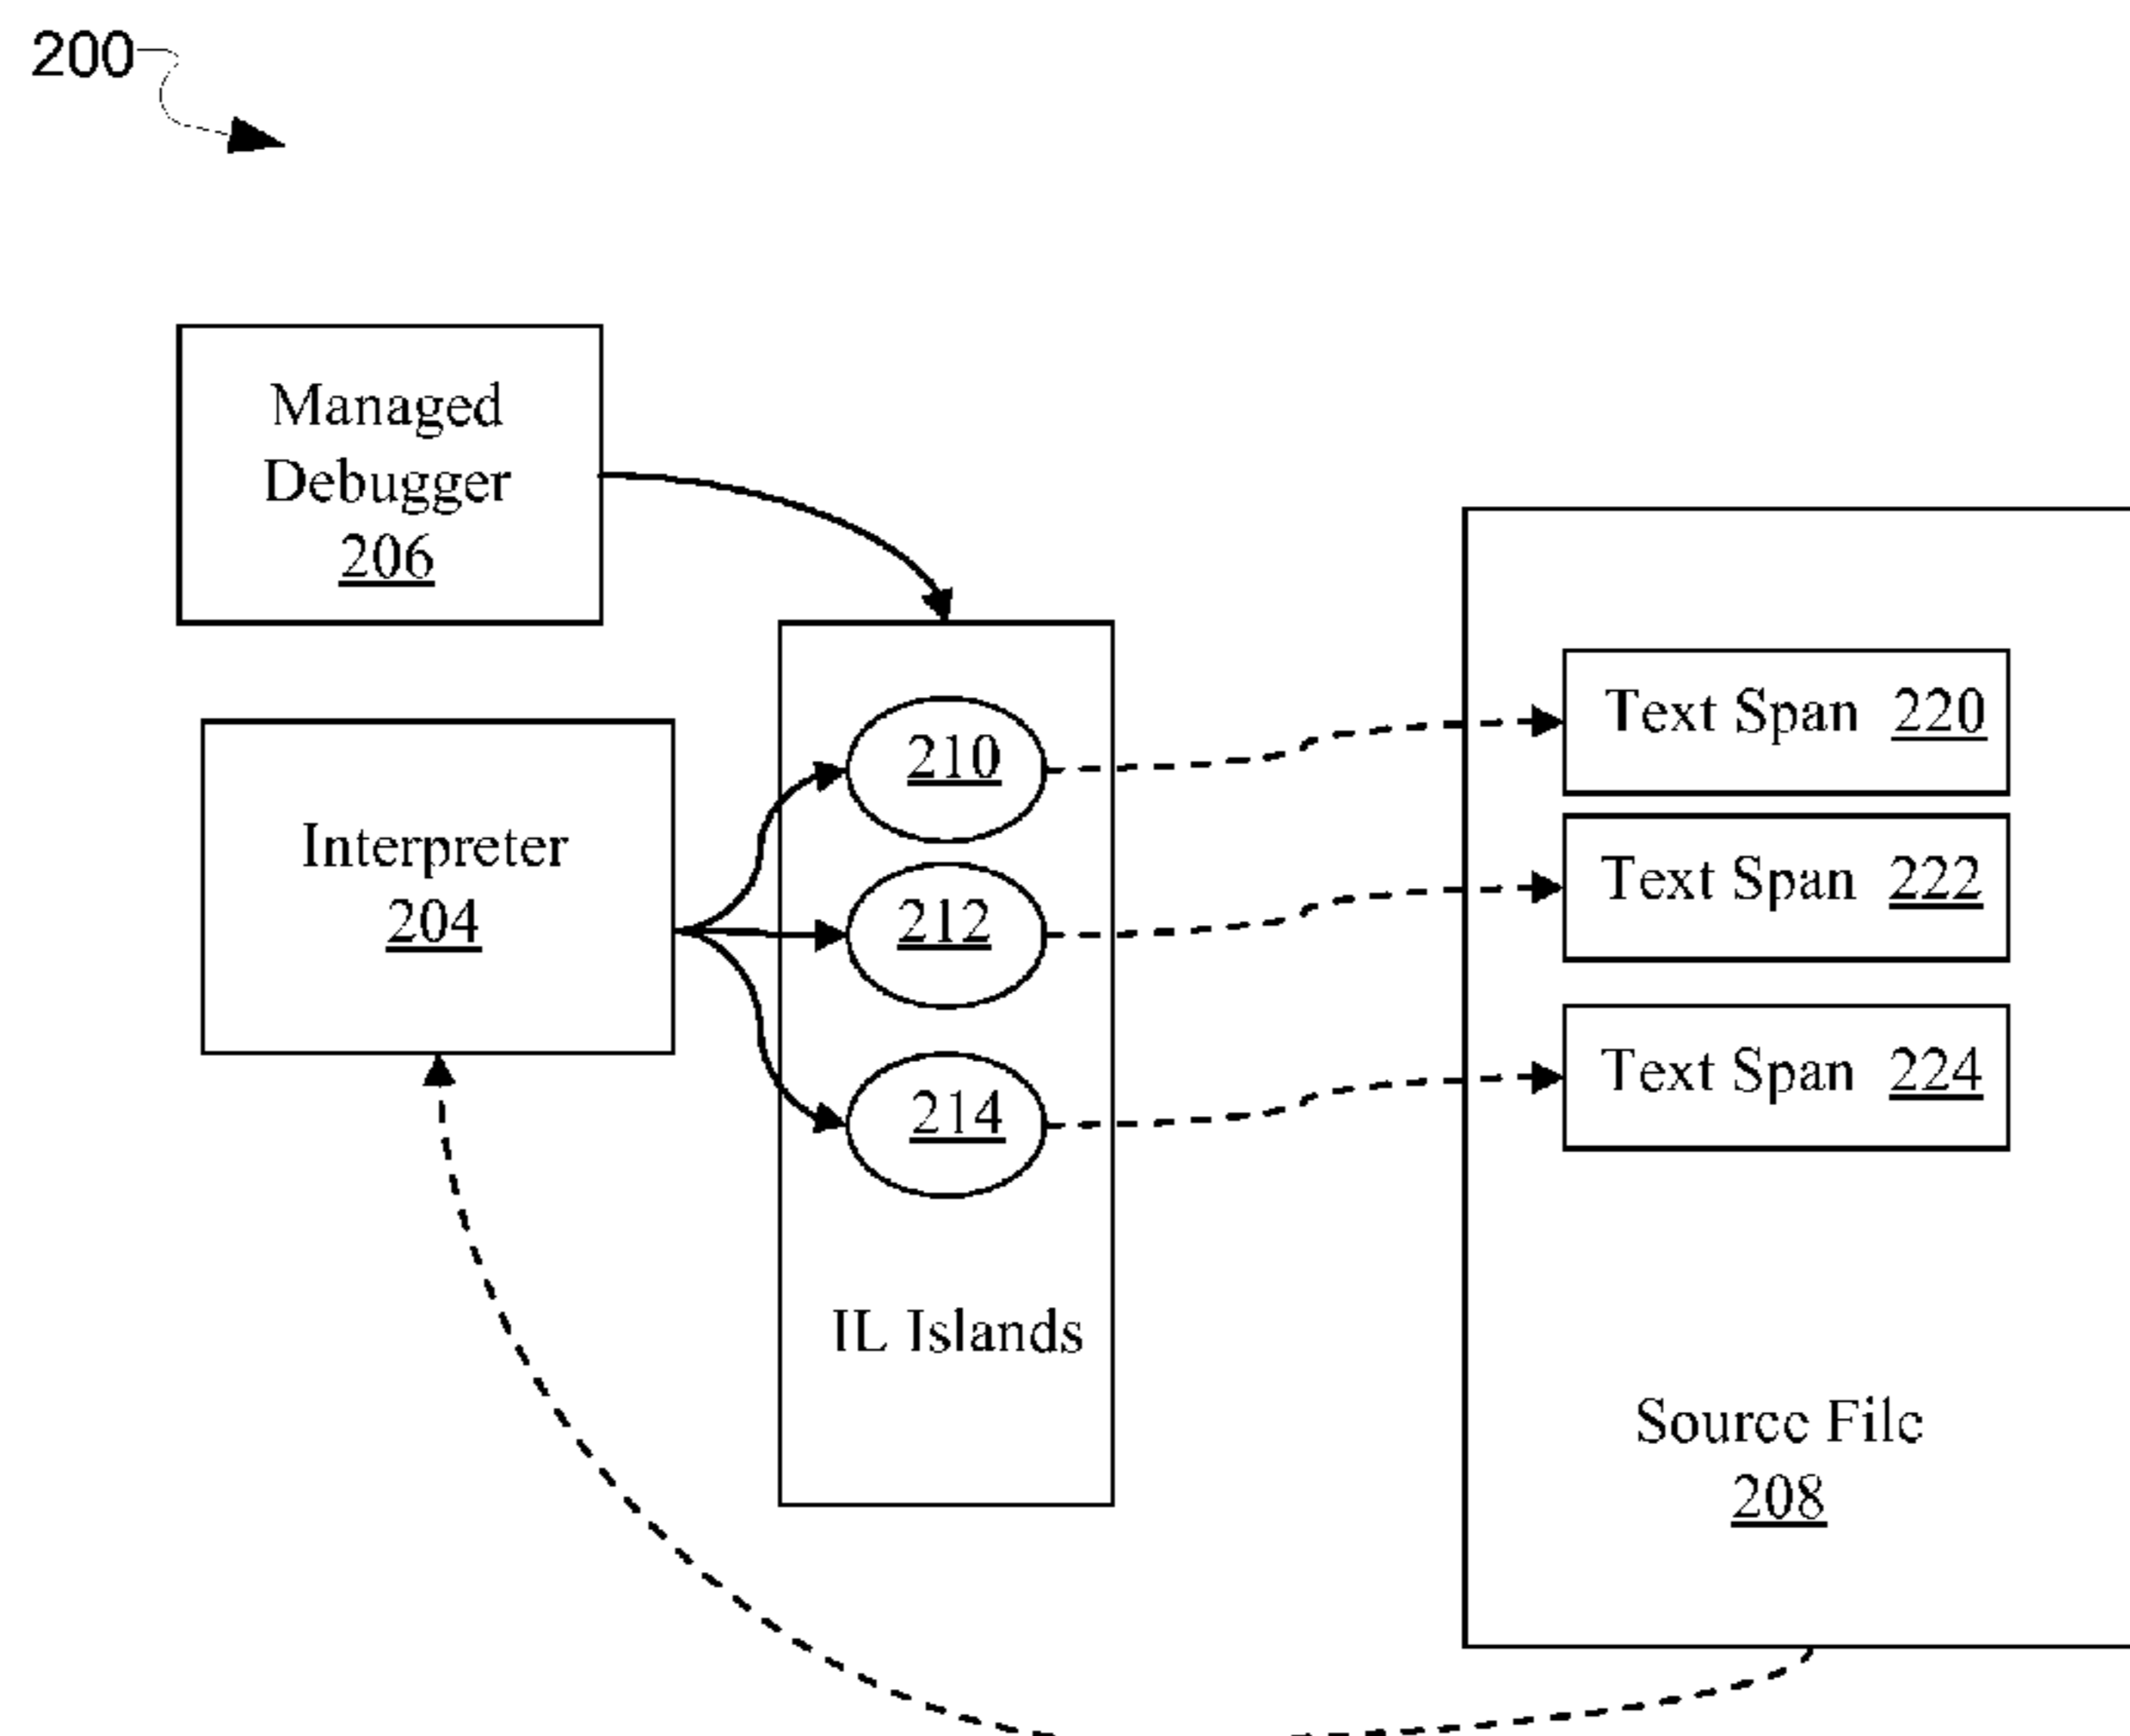 200
Managed
Debugger
206
Interpreter
204
210
212
214
IL Islands
Text Span 220
Text Span 222
Text Span 224
Source File
208